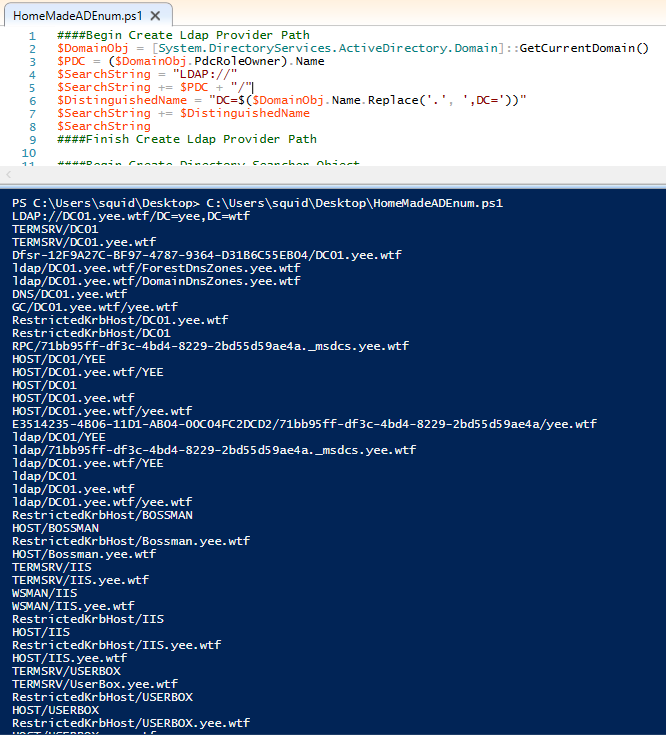 HomeMadeADEnum.ps1 X
1 ####Begin Create Ldap Provider Path
2 $DomainObj = [System.DirectoryServices.ActiveDirectory.Domain]::GetCurrentDomain()
3 $PDC = ($DomainObj.PdcRoleOwner).Name
4 $SearchString = "LDAP://"
5 $SearchString += $PDC + "/"
6 $DistinguishedName = "DC=$($DomainObj.Name.Replace('.', ',DC='))"
7 $SearchString += $DistinguishedName
8 $SearchString
9 ####Finish Create Ldap Provider Path
10
11 ####Begin Create Directory Searcher Object
PS C:\Users\squid\Desktop> C:\Users\squid\Desktop\HomeMadeADEnum.ps1
LDAP://DC01.yee.wtf/DC=yee,DC=wtf
TERMSRV/DC01
TERMSRV/DC01.yee.wtf
Dfsr-12F9A27C-BF97-4787-9364-D31B6C55EB04/DC01.yee.wtf
ldap/DC01.yee.wtf/ForestDnsZones.yee.wtf
ldap/DC01.yee.wtf/DomainDnsZones.yee.wtf
DNS/DC01.yee.wtf
GC/DC01.yee.wtf/yee.wtf
RestrictedKrbHost/DC01.yee.wtf
RestrictedKrbHost/DC01
RPC/71bb95ff-df3c-4bd4-8229-2bd55d59ae4a._msdcs.yee.wtf
HOST/DC01/YEE
HOST/DC01.yee.wtf/YEE
HOST/DC01
HOST/DC01.yee.wtf
HOST/DC01.yee.wtf/yee.wtf
E3514235-4B06-11D1-AB04-00C04FC2DCD2/71bb95ff-df3c-4bd4-8229-2bd55d59ae4a/yee.wtf
ldap/DC01/YEE
ldap/71bb95ff-df3c-4bd4-8229-2bd55d59ae4a._msdcs.yee.wtf
ldap/DC01.yee.wtf/YEE
ldap/DC01
ldap/DC01.yee.wtf
ldap/DC01.yee.wtf/yee.wtf
RestrictedKrbHost/BOSSMAN
HOST/BOSSMAN
RestrictedKrbHost/Bossman.yee.wtf
HOST/Bossman.yee.wtf
TERMSRV/IIS
TERMSRV/IIS.yee.wtf
WSMAN/IIS
WSMAN/IIS.yee.wtf
RestrictedKrbHost/IIS
HOST/IIS
RestrictedKrbHost/IIS.yee.wtf
HOST/IIS.yee.wtf
TERMSRV/USERBOX
TERMSRV/UserBox.yee.wtf
RestrictedKrbHost/USERBOX
HOST/USERBOX
RestrictedKrbHost/USERBOX.yee.wtf
HOST/USERBOX.yee.wtf